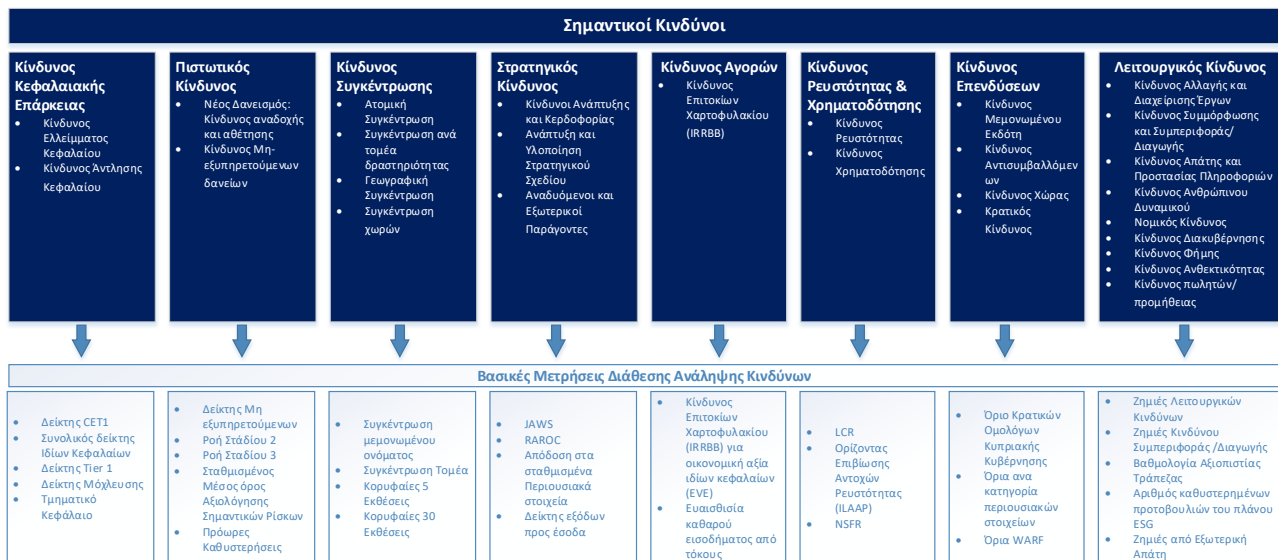 Σημαντικοί Κινδύνοι
Κίνδυνος
Κεφαλαιακής
Επάρκειας
• Κίνδυνος
Ελλείμματος
Κεφαλαίου
• Κίνδυνος Άντλησης
Κεφαλαίου
Πιστωτικός
Κίνδυνος
• Νέος Δανεισμός:
Κίνδυνος αναδοχής
και αθέτησης
• Κίνδυνος Μη-
εξυπηρετούμενων
δανείων
Κίνδυνος
Συγκέντρωσης
• Ατομική
Συγκέντρωση
• Συγκέντρωση ανά
τομέα
δραστηριότητας
• Γεωγραφική
Συγκέντρωση
• Συγκέντρωση
χωρών
Στρατηγικός
Κίνδυνος
• Κίνδυνοι Ανάπτυξης
και Κερδοφορίας
• Ανάπτυξη και
Υλοποίηση
Στρατηγικού
Σχεδίου
• Αναδυόμενοι και
Εξωτερικοί
Παράγοντες
Κίνδυνος Αγορών
• Κίνδυνος
Επιτοκίων
Χαρτοφυλακίου
(IRRBB)
Κίνδυνος
Ρευστότητας &
Χρηματοδότησης
• Κίνδυνος
Ρευστότητας
• Κίνδυνος
Χρηματοδότησης
Κίνδυνος
Επενδύσεων
• Κίνδυνος
Μεμονωμένου
Εκδότη
• Κίνδυνος
Αντισυμβαλλόμεν
ων
• Κίνδυνος Χώρας
• Κρατικός
Κίνδυνος
Λειτουργικός Κίνδυνος
• Κίνδυνος Αλλαγής και
Διαχείρισης Έργων
• Κίνδυνος Συμμόρφωσης
και Συμπεριφοράς/
Διαγωγής
• Κίνδυνος Απάτης και
Προστασίας Πληροφοριών
• Κίνδυνος Ανθρώπινου
Δυναμικού
• Νομικός Κίνδυνος
• Κίνδυνος Διακυβέρνησης
• Κίνδυνος Φήμης
• Κίνδυνος Ανθεκτικότητας
• Κίνδυνος πωλητών/
προμήθειας
Βασικές Μετρήσεις Διάθεσης Ανάληψης Κινδύνων
• Δείκτης CET1
• Συνολικός δείκτης
Ιδίων Κεφαλαίων
• Δείκτης Tier 1
• Δείκτης Μόχλευσης
• Τμηματικό
Κεφάλαιο
• Δείκτης Μη
εξυπηρετούμενων
• Ροή Στάδίου 2
• Ροή Σταδίου 3
• Σταθμισμένος
Μέσος όρος
Αξιολόγησης
Σημαντικών Ρίσκων
• Πρόωρες
Καθυστερήσεις
• Συγκέντρωση
μεμονωμένου
ονόματος
• Συγκέντρωση Τομέα
• Κορυφαίες 5
Εκθέσεις
• Κορυφαίες 30
Εκθέσεις
• JAWS
• RAROC
• Απόδοση στα
σταθμισμένα
Περιουσιακά
στοιχεία
• Δείκτης εξόδων
προς έσοδα
• Κίνδυνος
Επιτοκίων
Χαρτοφυλακίου
(IRRBB) για
οικονομική αξία
ιδίων κεφαλαίων
(EVE)
• Ευαισθησία
καθαρού
εισοδήματος από
τόκους
• LCR
• Ορίζοντας
Επιβίωσης
Αντοχών
Ρευστότητας
(ILAAP)
• NSFR
• Όριο Κρατικών
Ομολόγων
Κυπριακής
Κυβέρνησης
• Όρια ανα
κατηγορία
περιουσιακών
στοιχείων
• Όρια WARF
• Ζημιές Λειτουργικών
Κινδύνων
• Ζημιές Κινδύνου
Συμπεριφοράς /Διαγωγής
• Βαθμολογία Αξιοπιστίας
Τράπεζας
• Αριθμός καθυστερημένων
προτοβουλιών του πλάνου
ESG
• Ζημιές από Εξωτερική
Απάτη